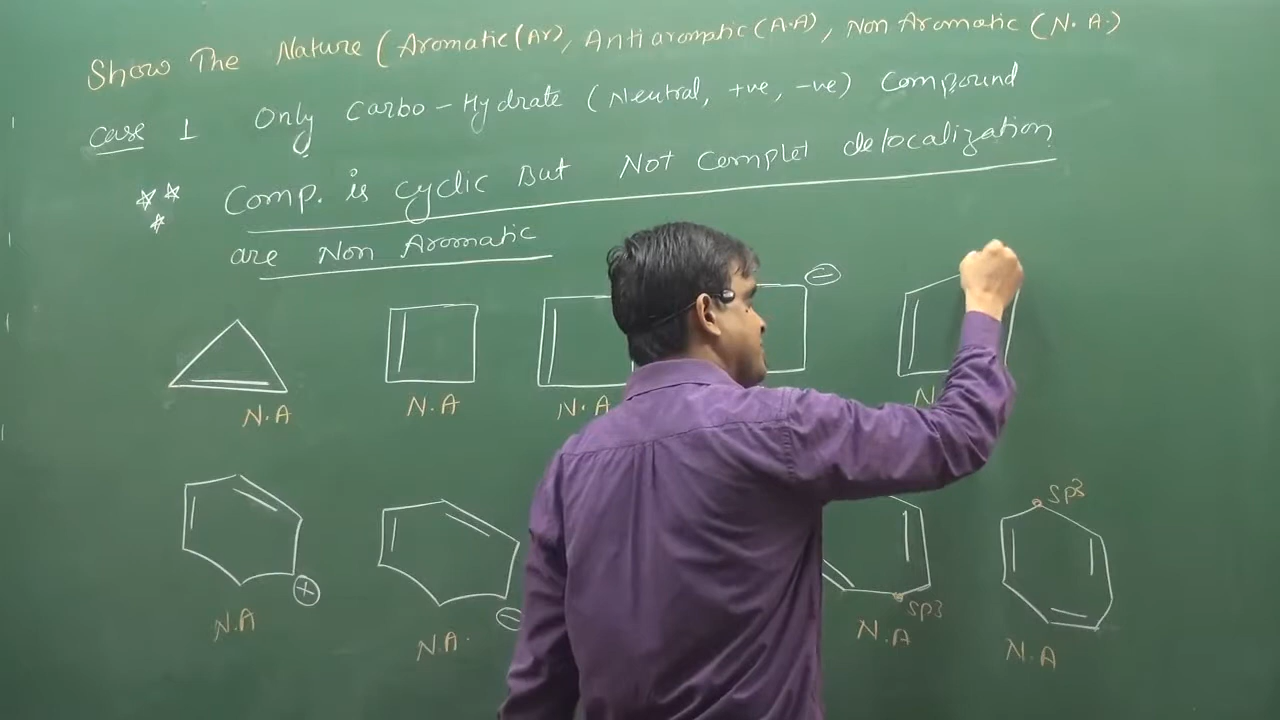 Show The Nature (Aromatic (Ar), Anti aromatic (A.A), Non Aromatic (N. A)
Case 1 Only Carbo-Hydrate (Neutral, +ve, -ve) Compound
Comp. is cyclic But Not Complet delocalization
are Non Aromatic
⊖
N.A N.A N.A
sp3
⊕ ⊖ sp3
N.A N.A. N.A N.A